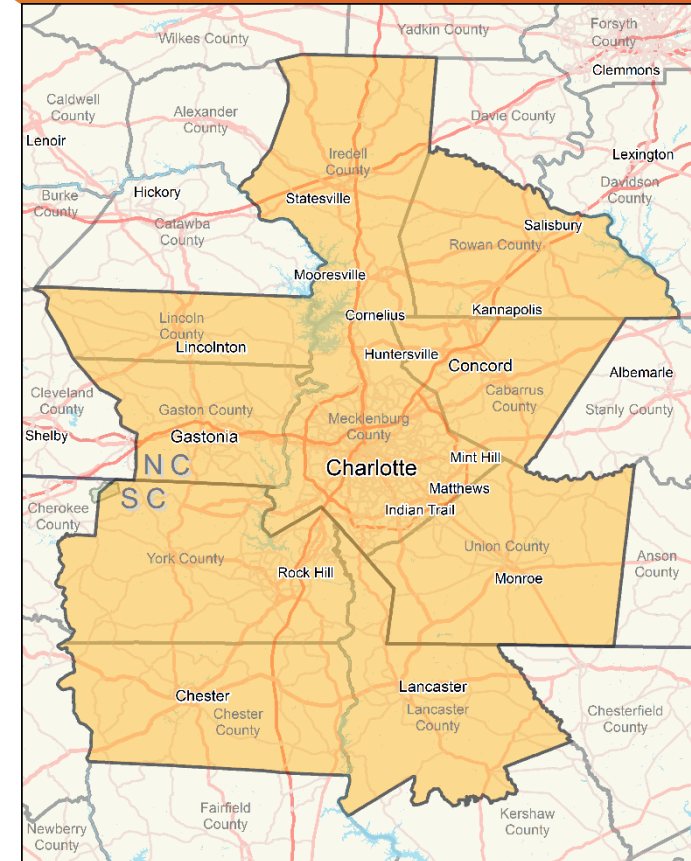 Yadkin County
Forsyth
County
Wilkes County
Clemmons
Caldwell
County
Alexander
County
Davie County
Lenoir
Iredell
County
Lexington
Burke
County
Hickory
Statesville
Davidson
County
Catawba
County
Salisbury
Rowan County
Mooresville
Lincoln
County
Cornelius
Kannapolis
Lincolnton
Huntersville
Concord
Albemarle
Cleveland
County
Gaston County
Mecklenburg
County
Cabarrus
County
Stanly County
Shelby
Gastonia
NC
Charlotte
Mint Hill
Matthews
SC
Cherokee
County
Indian Trail
York County
Union County
Anson
County
Rock Hill
Monroe
Chester
Lancaster
Chester
County
Lancaster
County
Chesterfield
County
Fairfield
County
Kershaw
County
Newberry
County